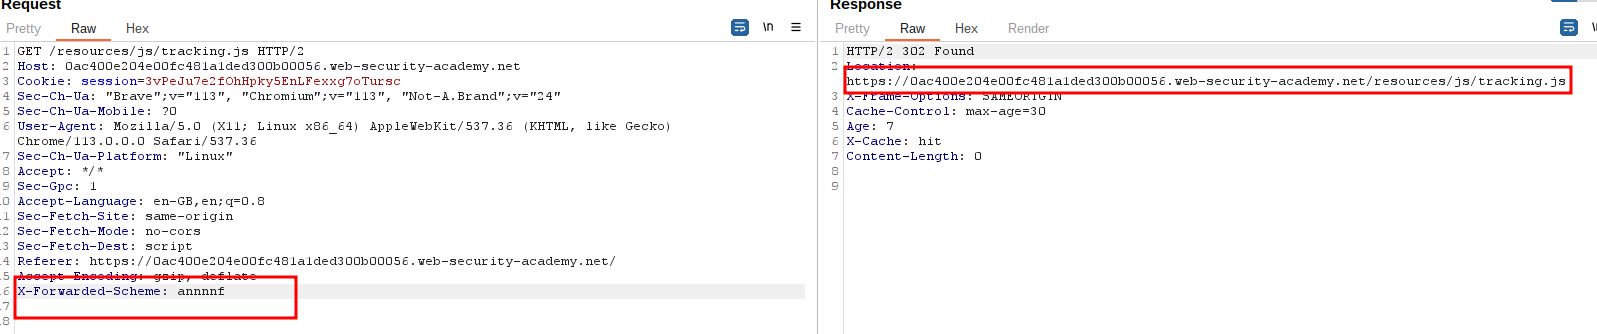 Request
Pretty Raw Hex \n
1 GET /resources/js/tracking.js HTTP/2
2 Host: 0ac400e204e00fc481a1ded300b00056.web-security-academy.net
3 Cookie: session=3vPeJu7e2fOhHpky5EnLFexxg7oTursc
4 Sec-Ch-Ua: "Brave";v="113", "Chromium";v="113", "Not-A.Brand";v="24"
5 Sec-Ch-Ua-Mobile: ?0
6 User-Agent: Mozilla/5.0 (X11; Linux x86_64) AppleWebKit/537.36 (KHTML, like Gecko)
Chrome/113.0.0.0 Safari/537.36
7 Sec-Ch-Ua-Platform: "Linux"
8 Accept: */*
9 Sec-Gpc: 1
10 Accept-Language: en-GB,en;q=0.8
11 Sec-Fetch-Site: same-origin
12 Sec-Fetch-Mode: no-cors
13 Sec-Fetch-Dest: script
14 Referer: https://0ac400e204e00fc481a1ded300b00056.web-security-academy.net/
15 Accept-Encoding: gzip, deflate
16 X-Forwarded-Scheme: annnnf
17
18
Response
Pretty Raw Hex Render
1 HTTP/2 302 Found
2 Location:
https://0ac400e204e00fc481a1ded300b00056.web-security-academy.net/resources/js/tracking.js
3 X-Frame-Options: SAMEORIGIN
4 Cache-Control: max-age=30
5 Age: 7
6 X-Cache: hit
7 Content-Length: 0
8
9